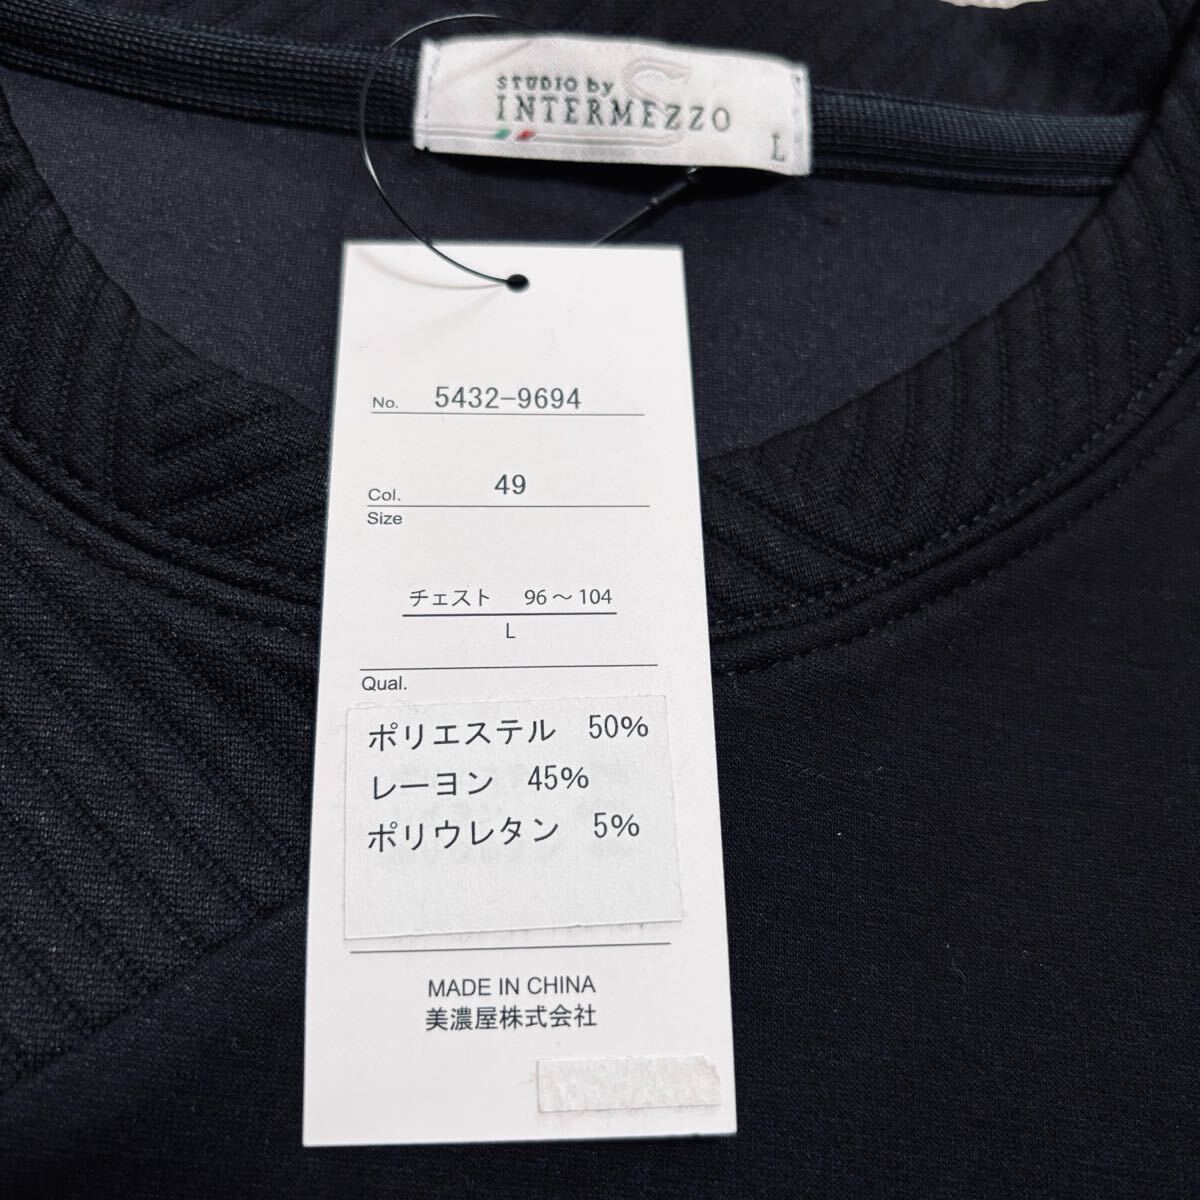 STUDIO by
INTERMEZZO
L
No. 5432-9694
Col. 49
Size
チェスト 96～104
L
Qual.
ポリエステル 50%
レーヨン 45%
ポリウレタン 5%
MADE IN CHINA
美濃屋株式会社